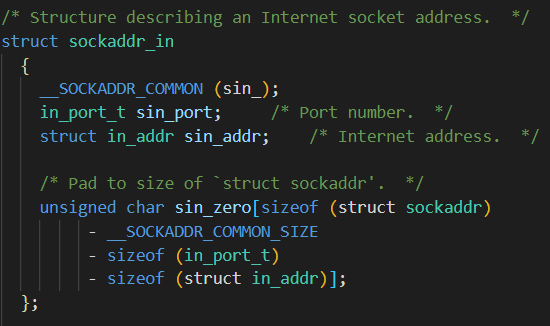 /* Structure describing an Internet socket address.  */
struct sockaddr_in
  {
    __SOCKADDR_COMMON (sin_);
    in_port_t sin_port;     /* Port number.  */
    struct in_addr sin_addr;    /* Internet address.  */

    /* Pad to size of `struct sockaddr'.  */
    unsigned char sin_zero[sizeof (struct sockaddr)
         - __SOCKADDR_COMMON_SIZE
         - sizeof (in_port_t)
         - sizeof (struct in_addr)];
  };